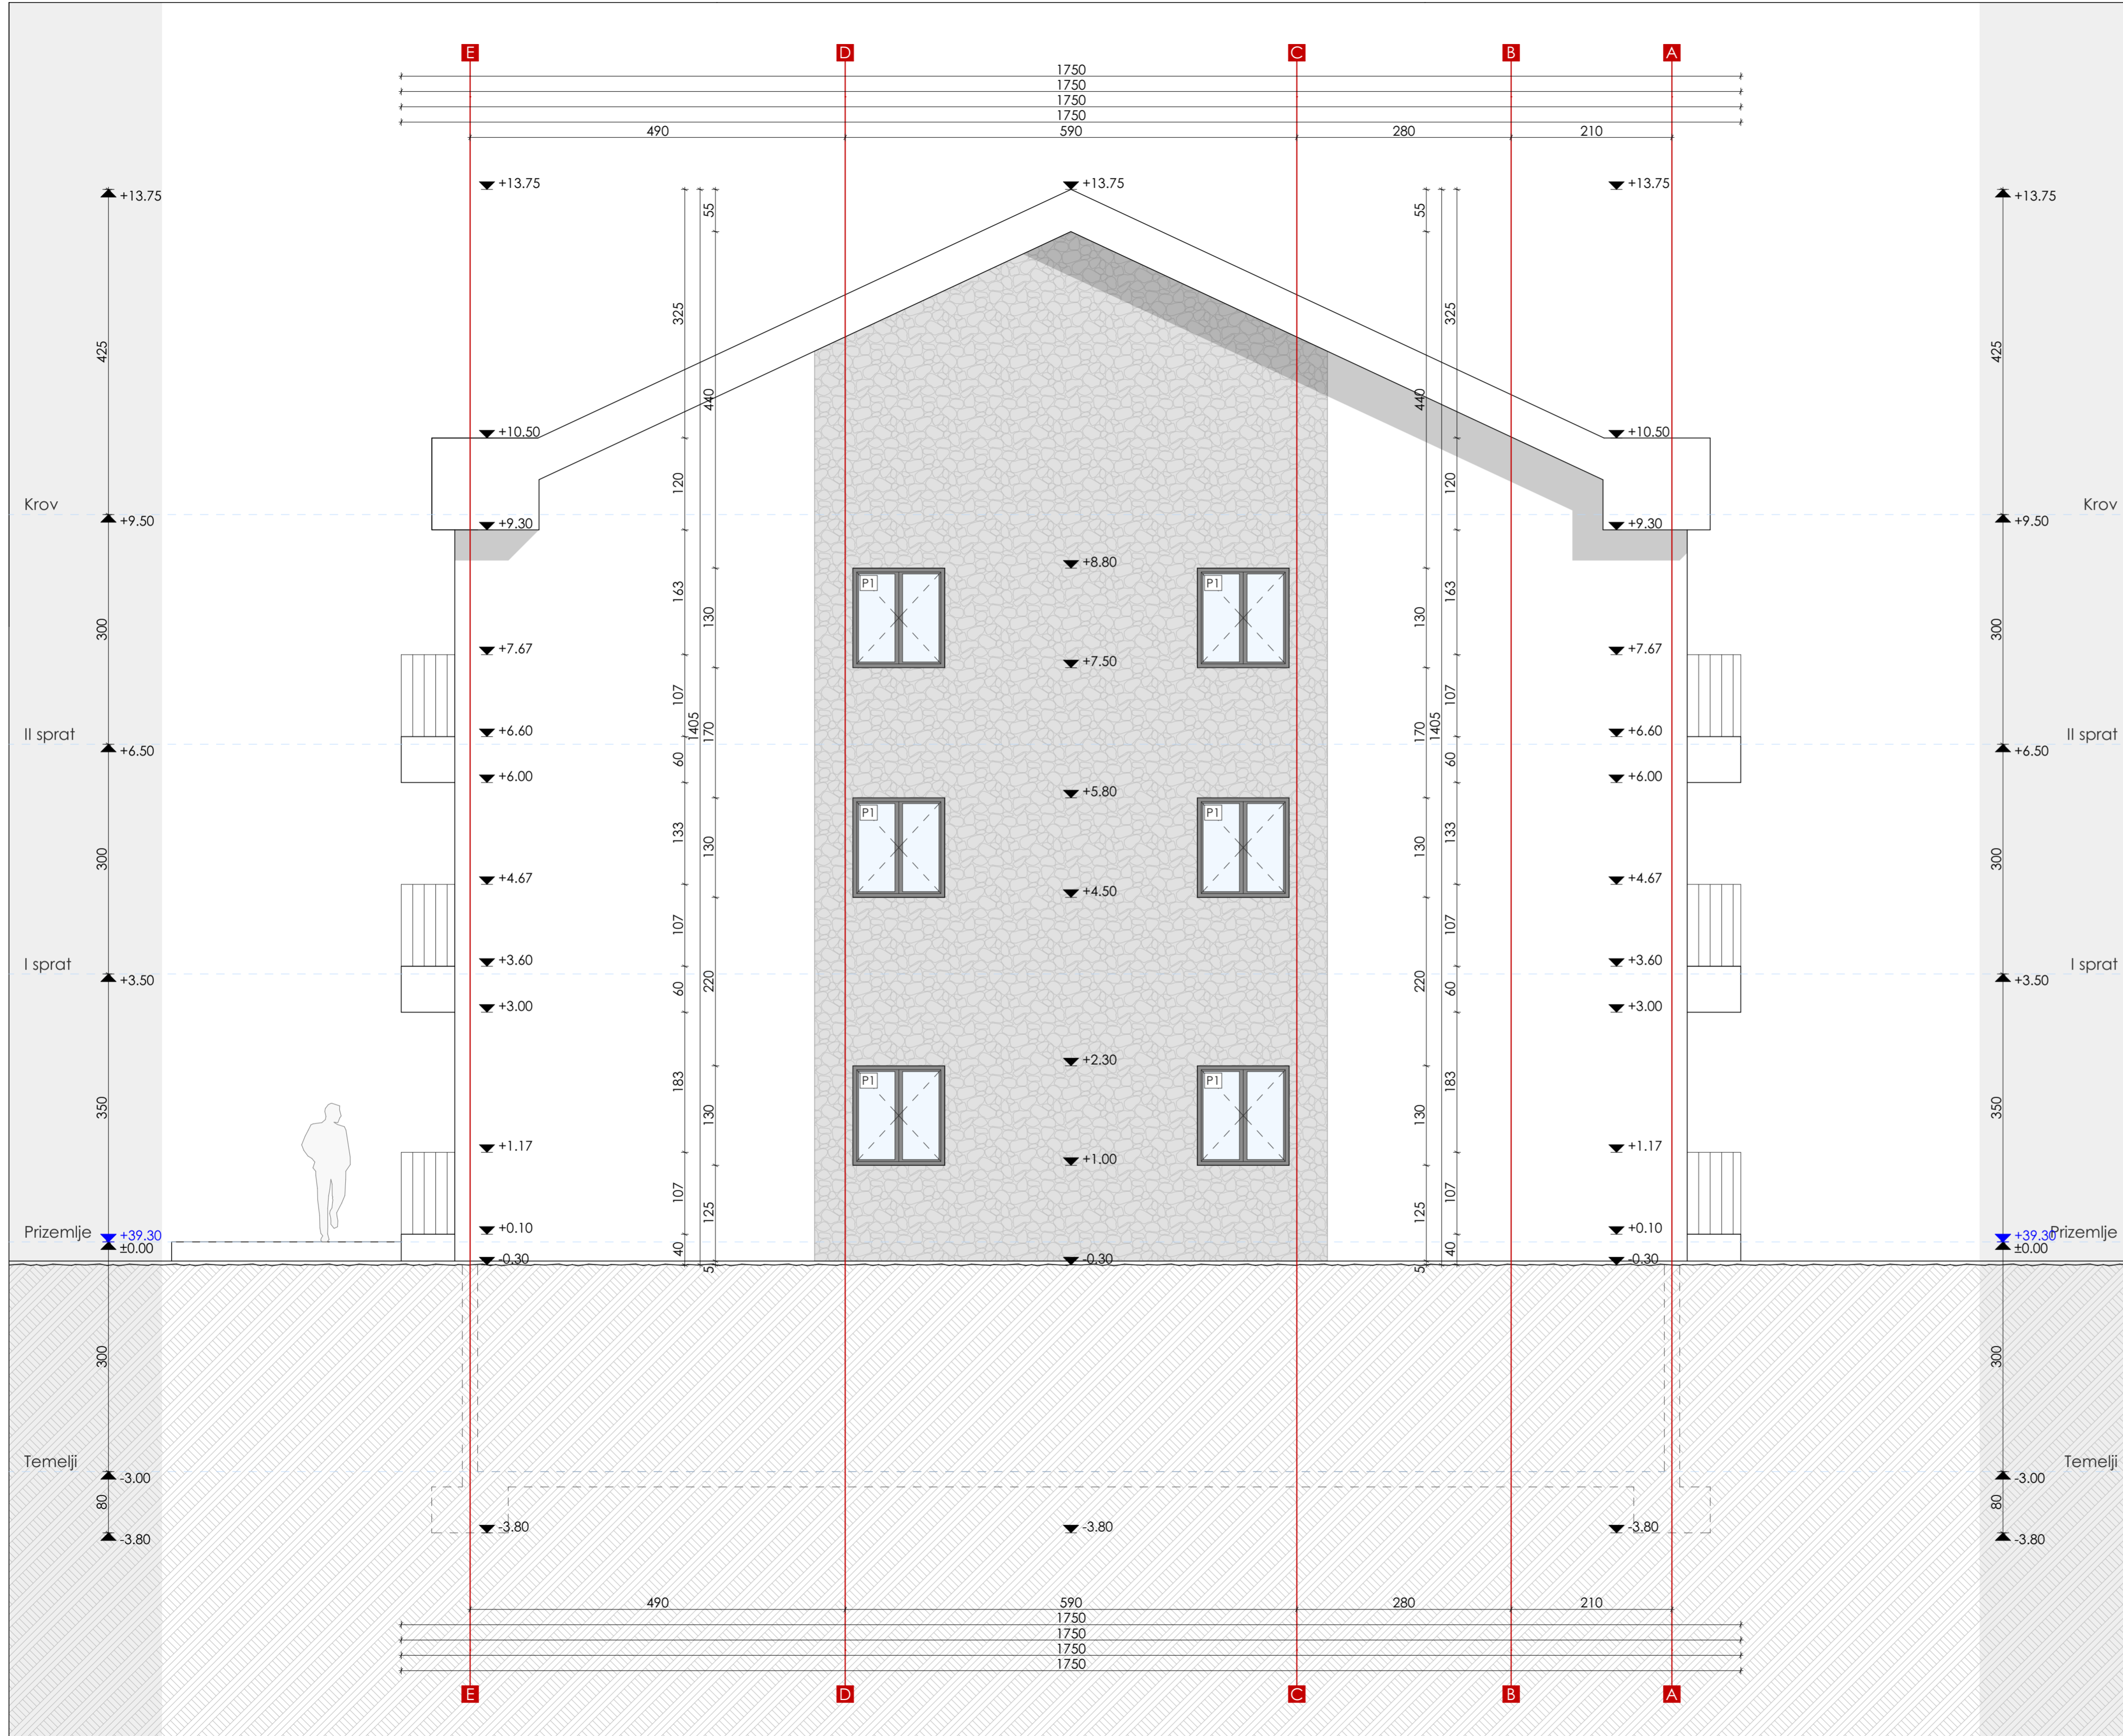 E D C B A
1750
1750
1750
1750
490 590 280 210
+13.75 +13.75 +13.75 +13.75 +13.75
55 55
325 325
425 425
440 440
+10.50 +10.50
120 120
Krov +9.50 +9.30 +9.30 +9.50 Krov
+8.80
P1 P1
163 130 130 163
300 300
+7.67 +7.67
+7.50
107 107
1405 170 170 1405
II sprat +6.50 +6.60 +6.60 +6.50 II sprat
60 60
+6.00 +6.00
+5.80
P1 P1
133 130 130 133
300 300
+4.67 +4.67
+4.50
107 107
I sprat +3.50 +3.60 +3.60 +3.50 I sprat
60 220 220 60
+3.00 +3.00
+2.30
P1 P1
183 183
350 130 130 350
+1.17 +1.17
+1.00
107 125 125 107
Prizemlje +39.30 +0.10 +0.10 +39.30 Prizemlje
±0.00 ±0.00
40 40
-0.30 5 -0.30 5 -0.30
300 300
Temelji -3.00 -3.00 Temelji
80 80
-3.80 -3.80 -3.80 -3.80 -3.80
490 590 280 210
1750
1750
1750
1750
E D C B A